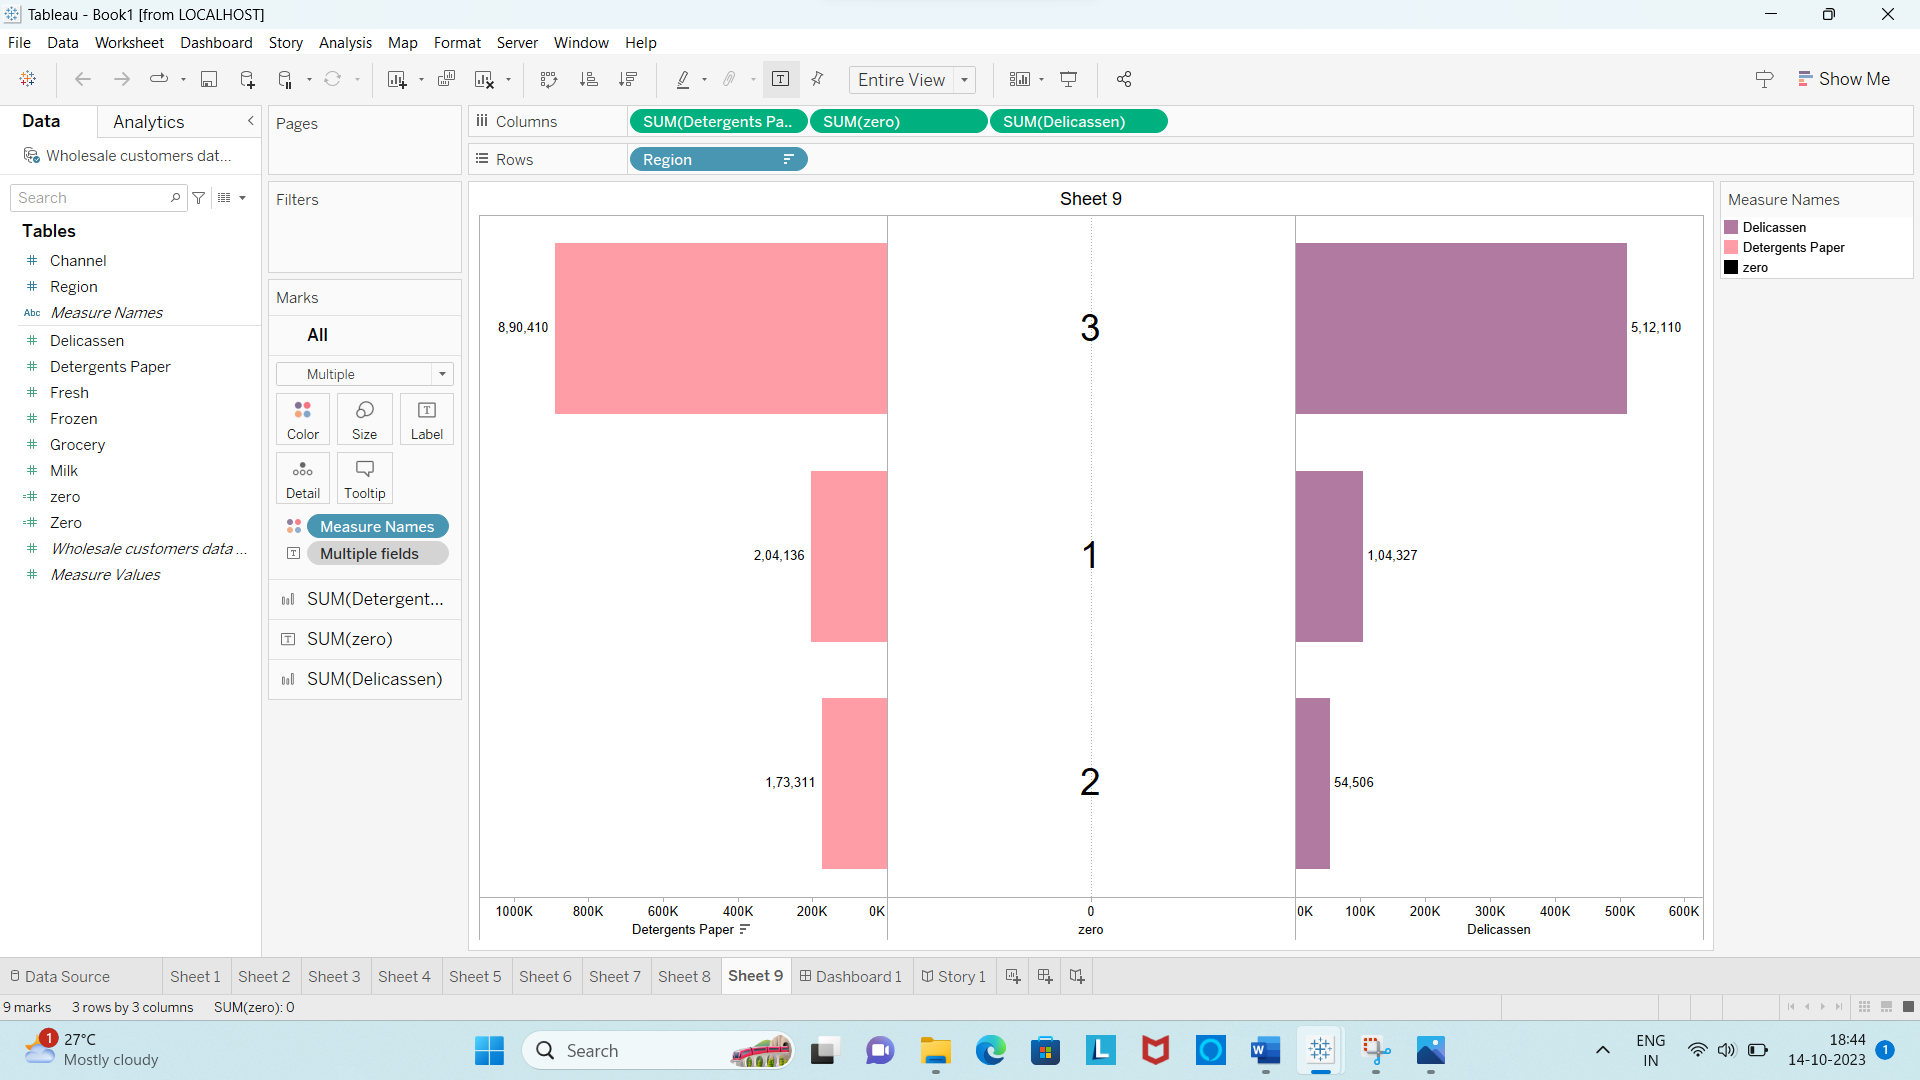 Tableau - Book1 [from LOCALHOST]
File Data Worksheet Dashboard Story Analysis Map Format Server Window Help
Entire View
Show Me
Data Analytics
Wholesale customers dat...
Search
Tables
Channel
Region
Abc Measure Names
Delicassen
Detergents Paper
Fresh
Frozen
Grocery
Milk
zero
Zero
Wholesale customers data ...
Measure Values
Pages
Filters
Marks
All
Multiple
Color Size Label
Detail Tooltip
Measure Names
Multiple fields
SUM(Detergent...
SUM(zero)
SUM(Delicassen)
Columns SUM(Detergents Pa.. SUM(zero) SUM(Delicassen)
Rows Region
Sheet 9
8,90,410 3 5,12,110
2,04,136 1 1,04,327
1,73,311 2 54,506
1000K 800K 600K 400K 200K 0K 0 0K 100K 200K 300K 400K 500K 600K
Detergents Paper zero Delicassen
Measure Names
Delicassen
Detergents Paper
zero
Data Source Sheet 1 Sheet 2 Sheet 3 Sheet 4 Sheet 5 Sheet 6 Sheet 7 Sheet 8 Sheet 9 Dashboard 1 Story 1
9 marks 3 rows by 3 columns SUM(zero): 0
1 27°C
Mostly cloudy
Search
L
W
ENG
IN
18:44
14-10-2023
1